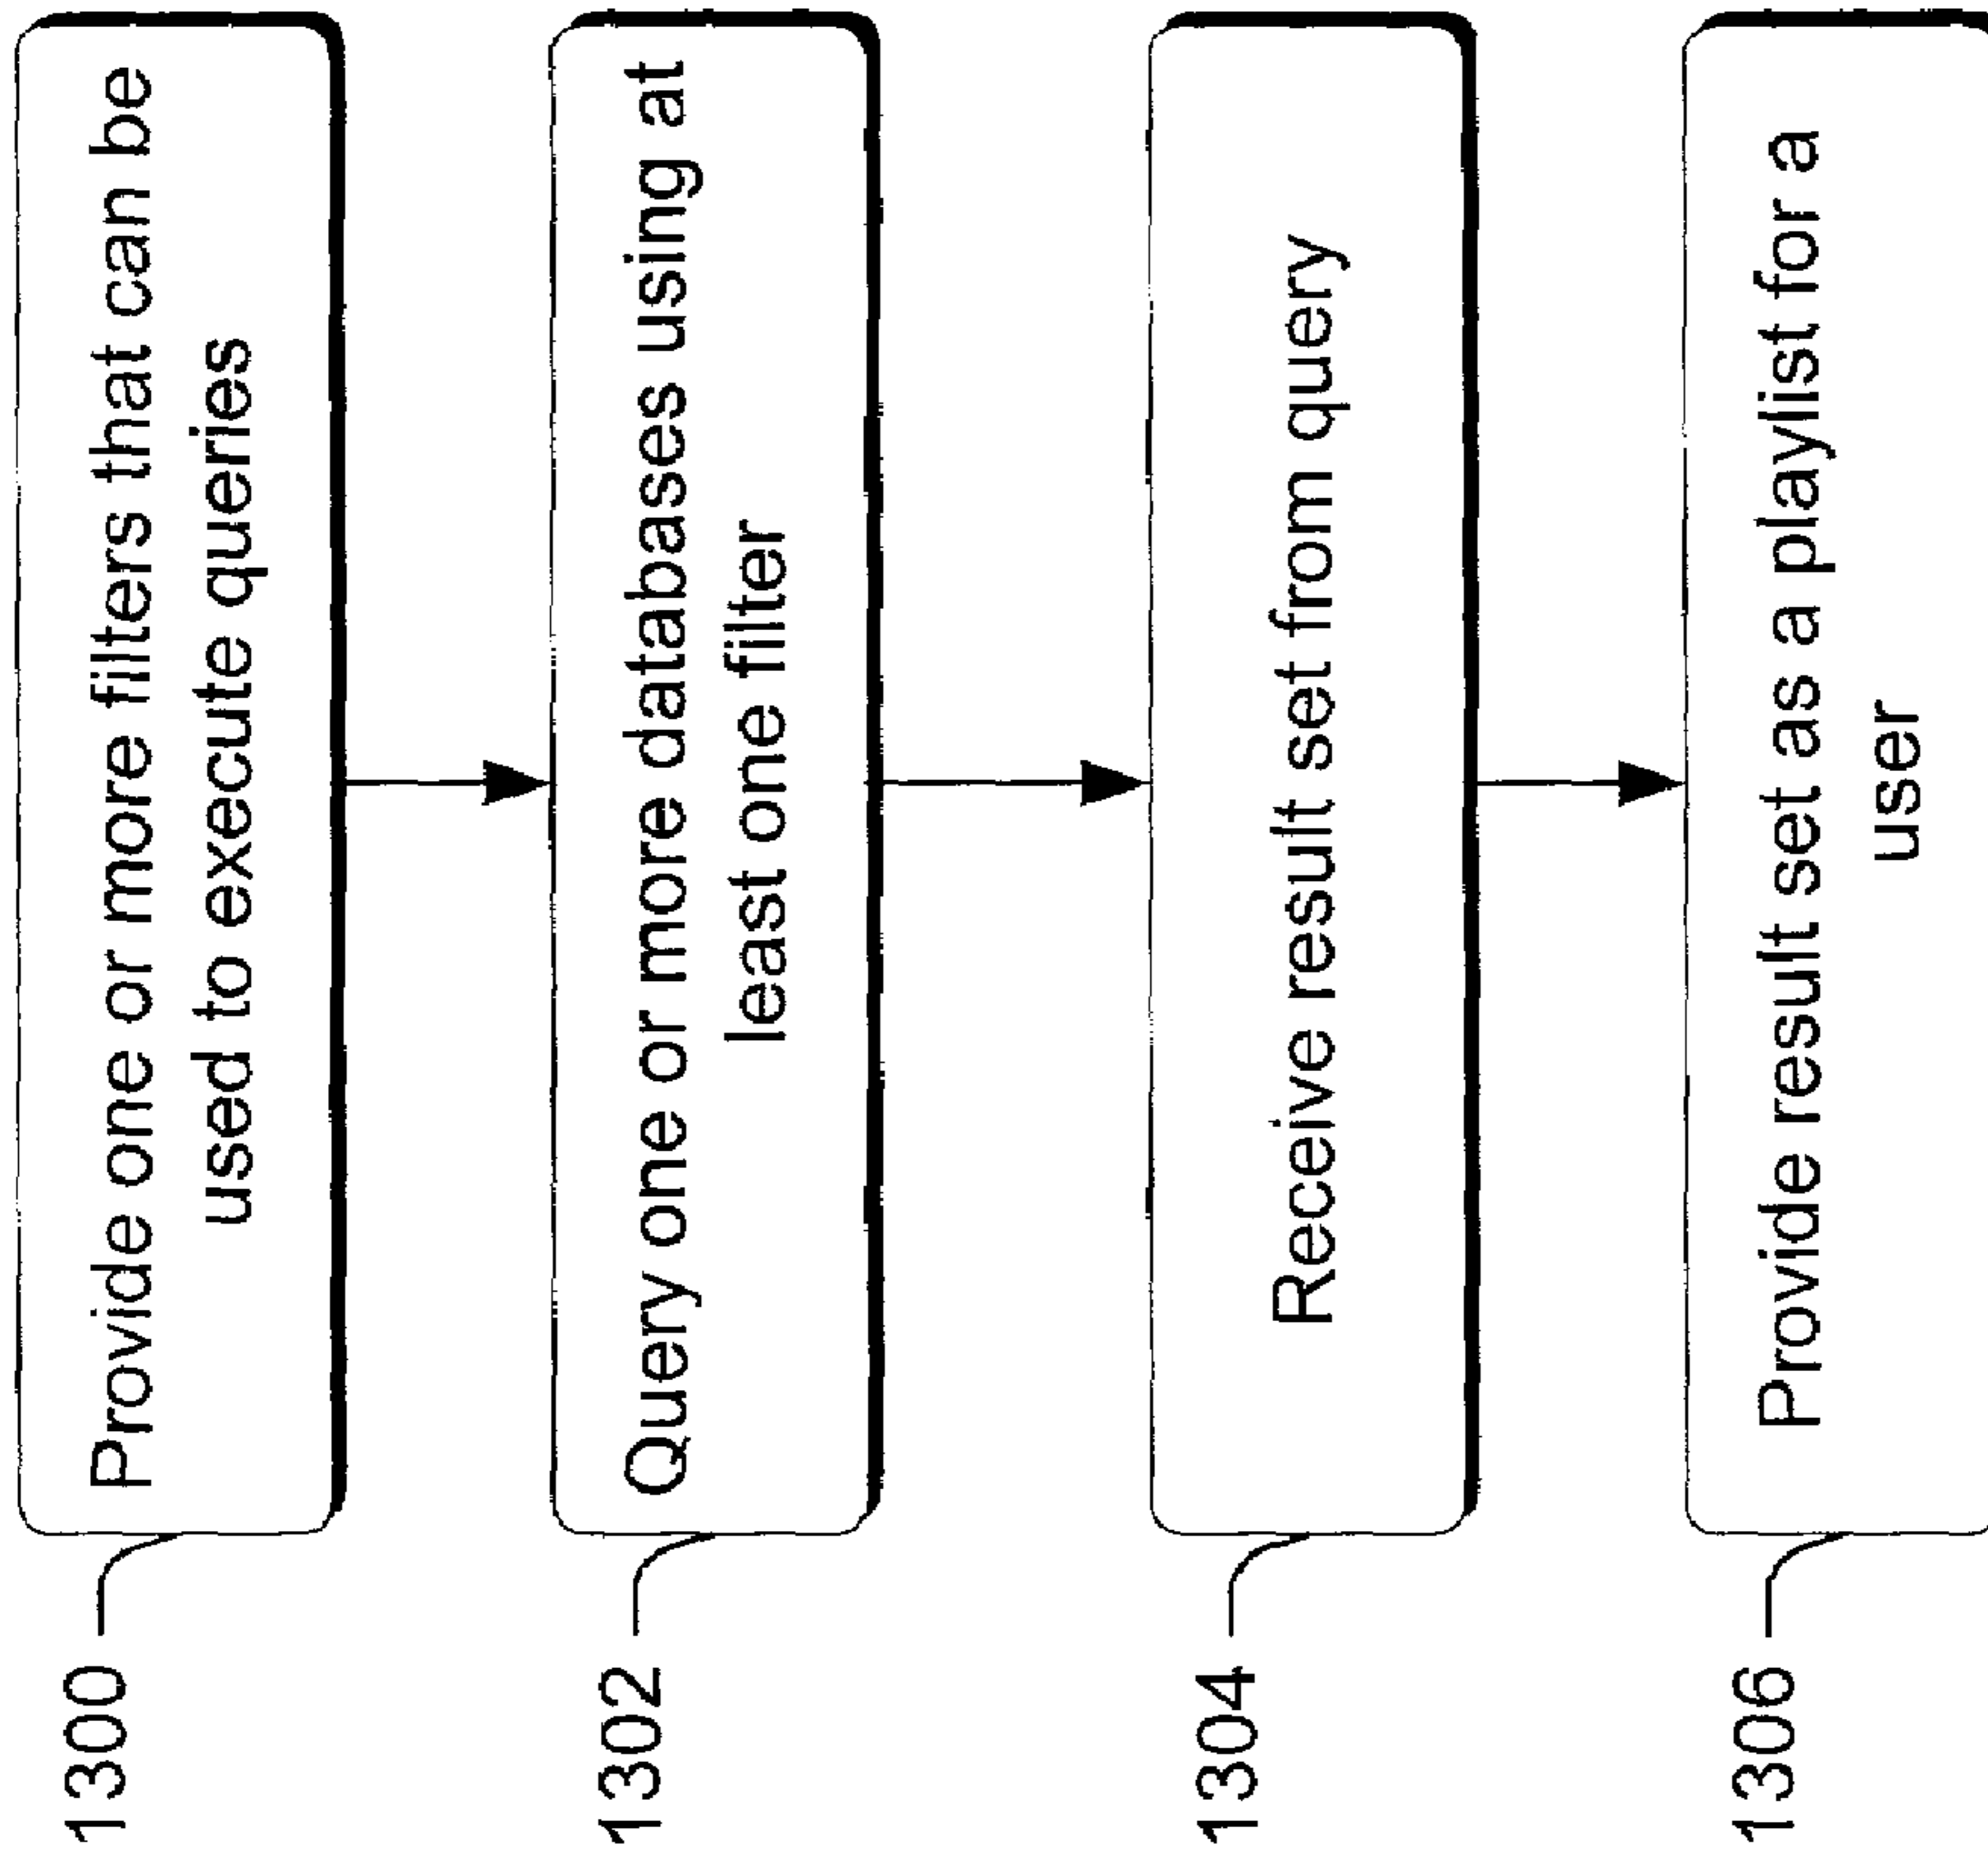 1300
Provide one or more filters that can be
used to execute queries
1302
Query one or more databases using at
least one filter
1304
Receive result set from query
1306
Provide result set as a playlist for a
user